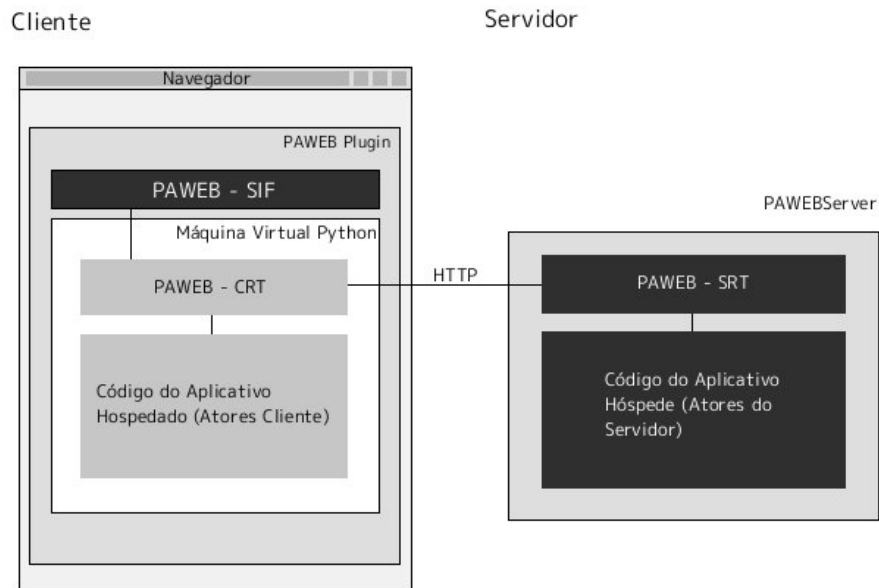 Cliente
Servidor
Navegador
PAWEB Plugin
PAWEB - SIF
Máquina Virtual Python
PAWEB - CRT
Código do Aplicativo
Hospedado (Atores Cliente)
HTTP
PAWEBServer
PAWEB - SRT
Código do Aplicativo
Hóspede (Atores do
Servidor)